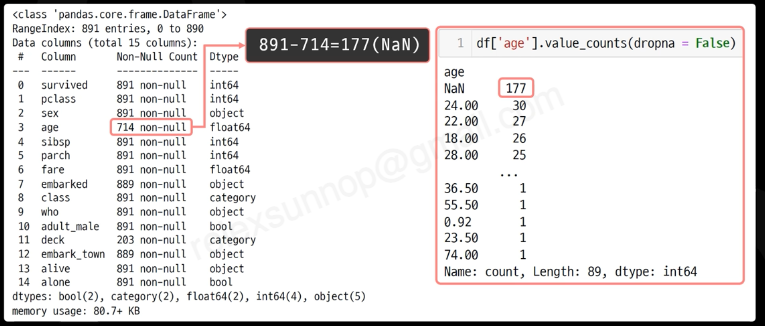 <class 'pandas.core.frame.DataFrame'>
RangeIndex: 891 entries, 0 to 890
Data columns (total 15 columns):
 #   Column       Non-Null Count  Dtype
---  ------       --------------  -----
 0   survived     891 non-null    int64
 1   pclass       891 non-null    int64
 2   sex          891 non-null    object
 3   age          714 non-null    float64
 4   sibsp        891 non-null    int64
 5   parch        891 non-null    int64
 6   fare         891 non-null    float64
 7   embarked     889 non-null    object
 8   class        891 non-null    category
 9   who          891 non-null    object
 10  adult_male   891 non-null    bool
 11  deck         203 non-null    category
 12  embark_town  889 non-null    object
 13  alive        891 non-null    object
 14  alone        891 non-null    bool
dtypes: bool(2), category(2), float64(2), int64(4), object(5)
memory usage: 80.7+ KB
891-714=177(NaN)
1 df['age'].value_counts(dropna = False)
age
NaN      177
24.00     30
22.00     27
18.00     26
28.00     25
...
36.50      1
55.50      1
0.92       1
23.50      1
74.00      1
Name: count, Length: 89, dtype: int64